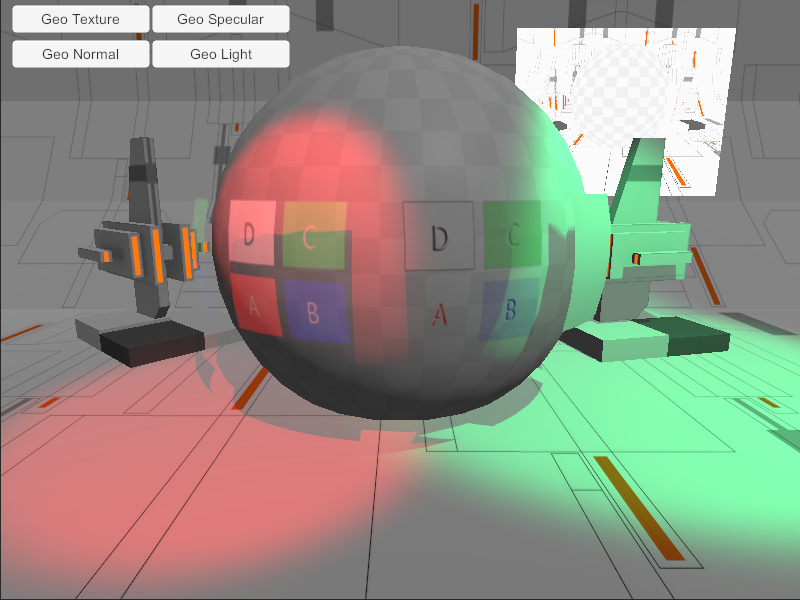 Geo Texture Geo Specular
Geo Normal Geo Light
D C D C
A B A B